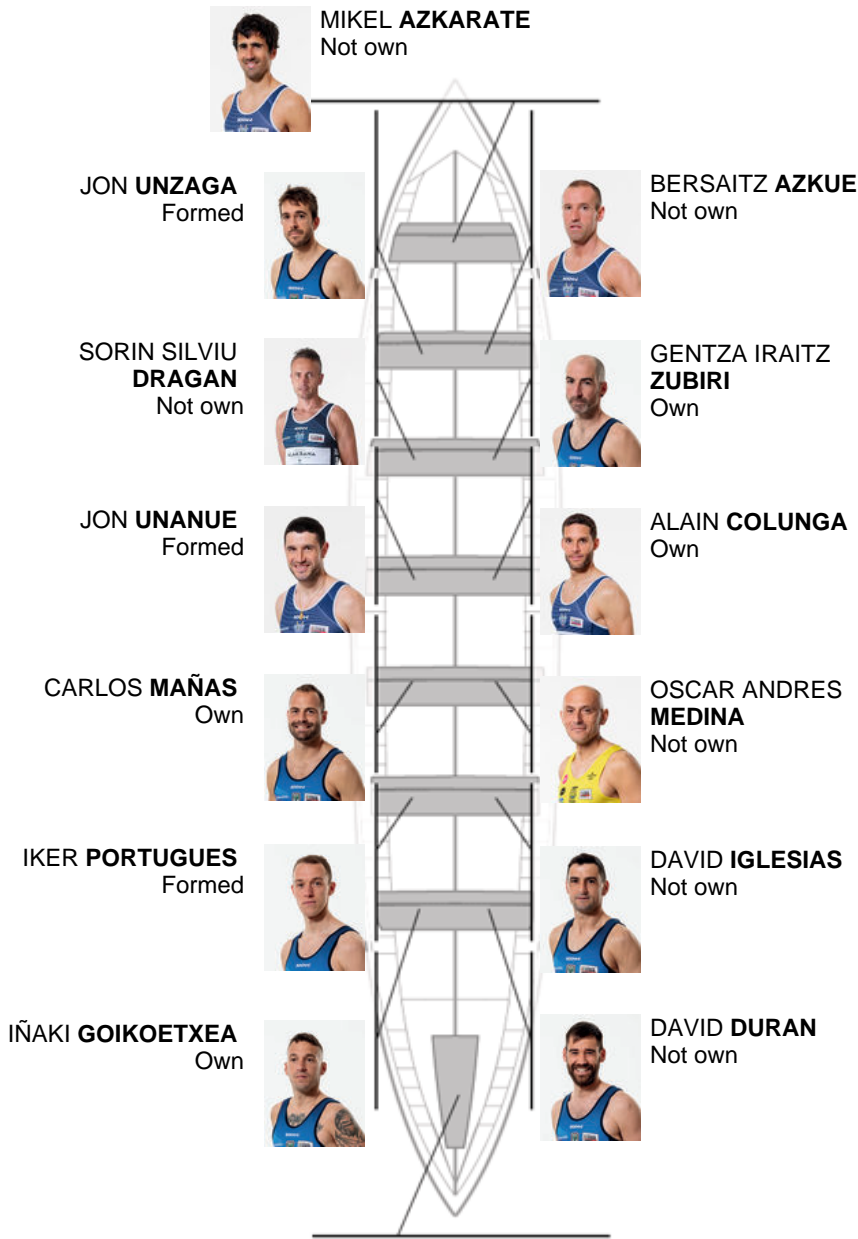 MIKEL AZKARATE
Not own
JON UNZAGA
Formed
BERSAITZ AZKUE
Not own
SORIN SILVIU
DRAGAN
Not own
GENTZA IRAITZ
ZUBIRI
Own
JON UNANUE
Formed
ALAIN COLUNGA
Own
CARLOS MAÑAS
Own
OSCAR ANDRES
MEDINA
Not own
IKER PORTUGUES
Formed
DAVID IGLESIAS
Not own
IÑAKI GOIKOETXEA
Own
DAVID DURAN
Not own